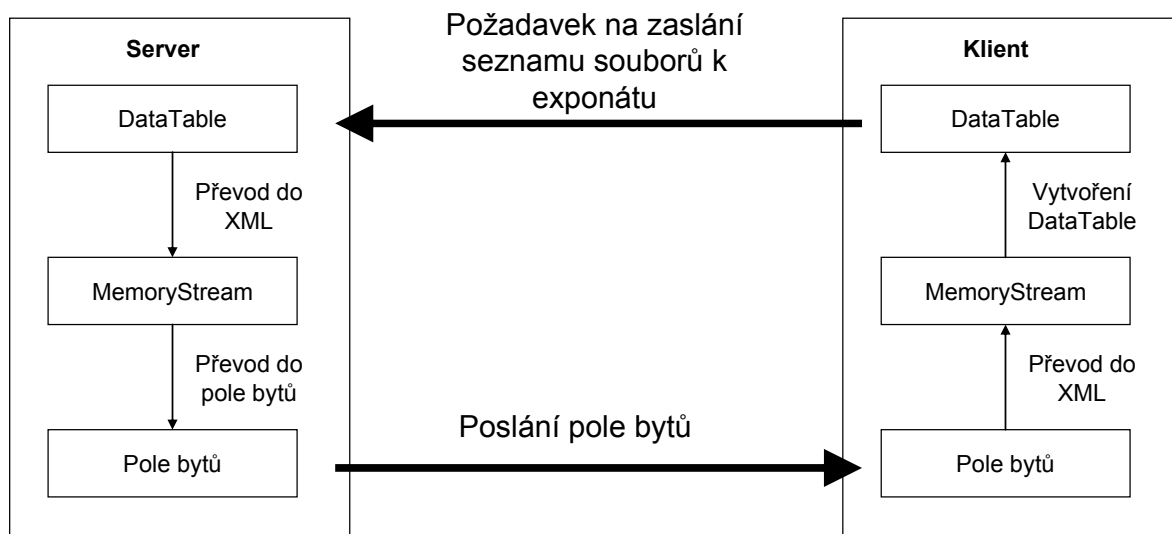 Server
DataTable
Převod do
XML
MemoryStream
Převod do
pole bytů
Pole bytů
Požadavek na zaslání
seznamu souborů k
exponátu
Poslání pole bytů
Klient
DataTable
Vytvoření
DataTable
MemoryStream
Převod do
XML
Pole bytů